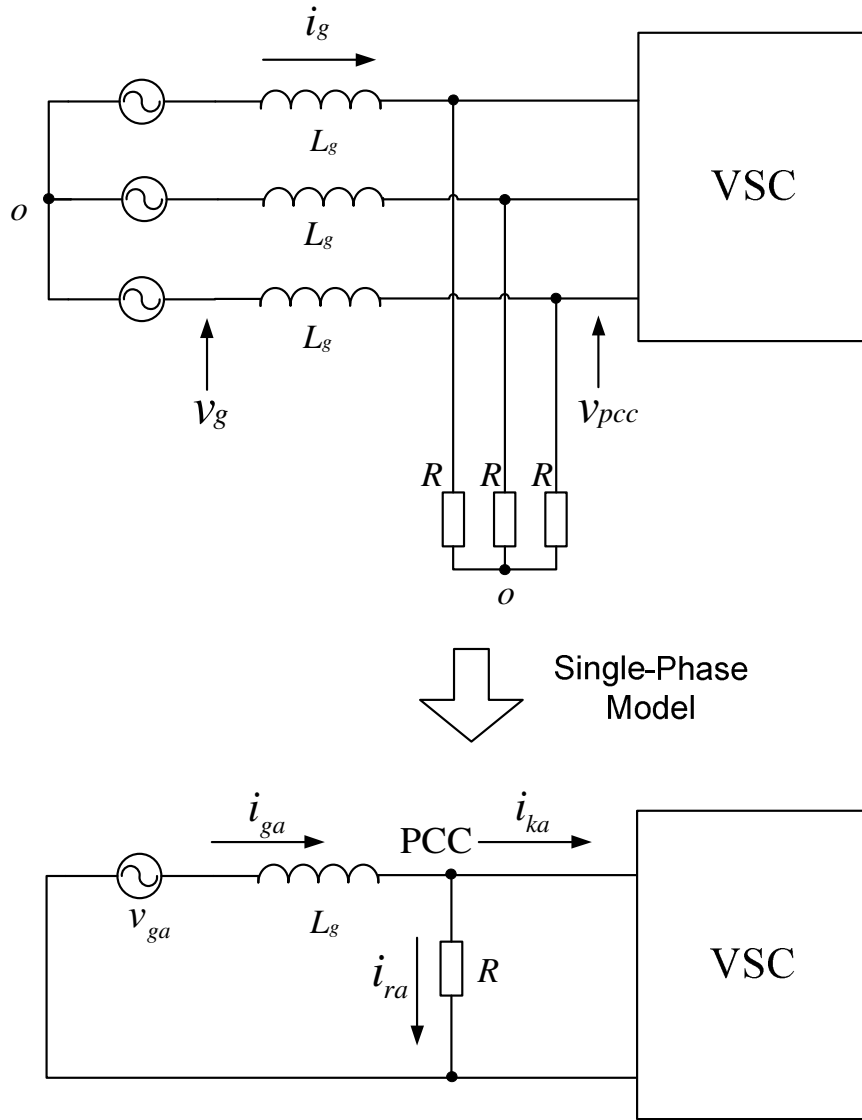 i_g
L_g
VSC
o
L_g
L_g
v_g
v_pcc
R R R
o
Single-Phase
Model
i_ga
PCC
i_ka
v_ga
L_g
i_ra
R
VSC